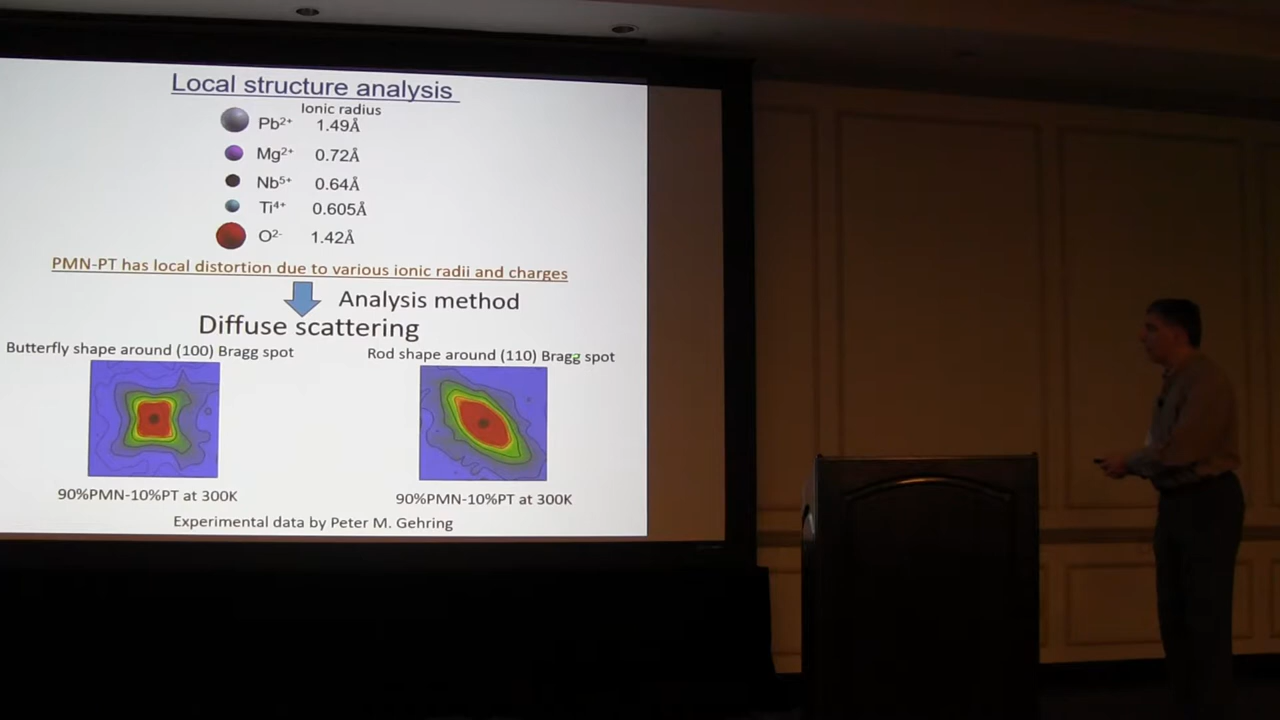 Local structure analysis
Ionic radius
Pb²⁺ 1.49Å
Mg²⁺ 0.72Å
Nb⁵⁺ 0.64Å
Ti⁴⁺ 0.605Å
O²⁻ 1.42Å
PMN-PT has local distortion due to various ionic radii and charges
Analysis method
Diffuse scattering
Butterfly shape around (100) Bragg spot
Rod shape around (110) Bragg spot
90%PMN-10%PT at 300K
90%PMN-10%PT at 300K
Experimental data by Peter M. Gehring